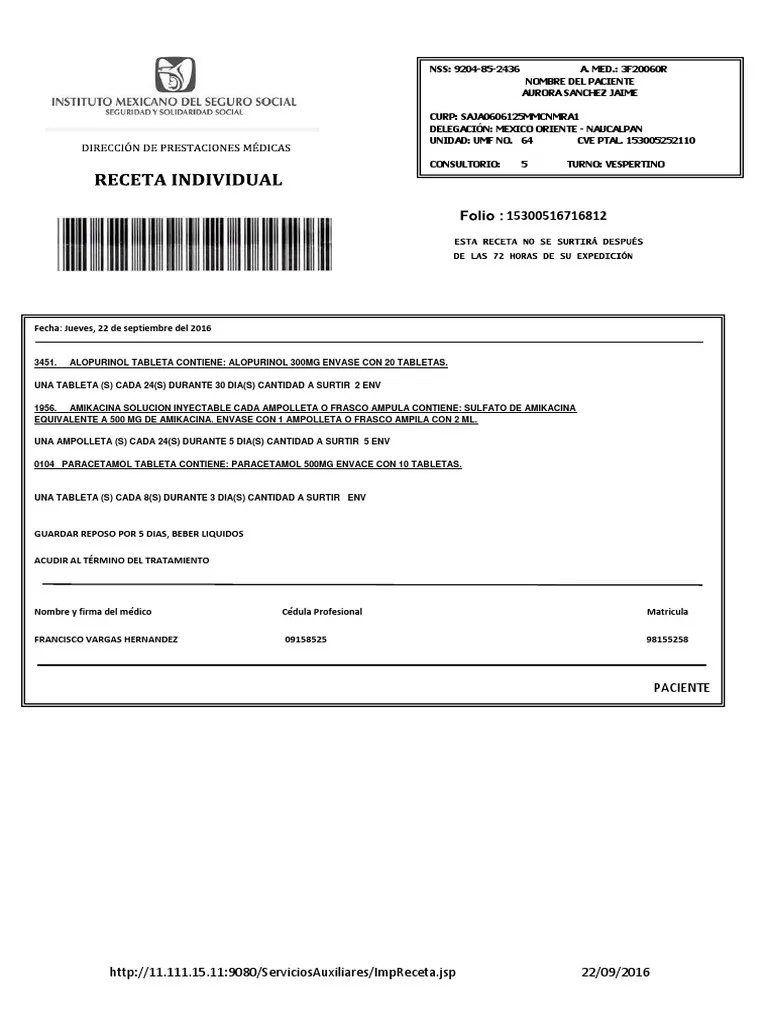 INSTITUTO MEXICANO DEL SEGURO SOCIAL
SEGURIDAD Y SOLIDARIDAD SOCIAL
DIRECCIÓN DE PRESTACIONES MÉDICAS
RECETA INDIVIDUAL
NSS: 9204-85-2436 A. MED.: 3F20060R
NOMBRE DEL PACIENTE
AURORA SANCHEZ JAIME
CURP: SAJA0606125MMCNMRA1
DELEGACIÓN: MEXICO ORIENTE - NAUCALPAN
UNIDAD: UMF NO. 64 CVE PTAL. 153005252110
CONSULTORIO: 5 TURNO: VESPERTINO
Folio : 15300516716812
ESTA RECETA NO SE SURTIRÁ DESPUÉS
DE LAS 72 HORAS DE SU EXPEDICIÓN
Fecha: Jueves, 22 de septiembre del 2016
3451. ALOPURINOL TABLETA CONTIENE: ALOPURINOL 300MG ENVASE CON 20 TABLETAS.
UNA TABLETA (S) CADA 24(S) DURANTE 30 DIA(S) CANTIDAD A SURTIR 2 ENV
1956. AMIKACINA SOLUCION INYECTABLE CADA AMPOLLETA O FRASCO AMPULA CONTIENE: SULFATO DE AMIKACINA
EQUIVALENTE A 500 MG DE AMIKACINA. ENVASE CON 1 AMPOLLETA O FRASCO AMPILA CON 2 ML.
UNA AMPOLLETA (S) CADA 24(S) DURANTE 5 DIA(S) CANTIDAD A SURTIR 5 ENV
0104 PARACETAMOL TABLETA CONTIENE: PARACETAMOL 500MG ENVACE CON 10 TABLETAS.
UNA TABLETA (S) CADA 8(S) DURANTE 3 DIA(S) CANTIDAD A SURTIR ENV
GUARDAR REPOSO POR 5 DIAS, BEBER LIQUIDOS
ACUDIR AL TÉRMINO DEL TRATAMIENTO
Nombre y firma del médico Cédula Profesional Matricula
FRANCISCO VARGAS HERNANDEZ 09158525 98155258
PACIENTE
http://11.111.15.11:9080/ServiciosAuxiliares/ImpReceta.jsp 22/09/2016